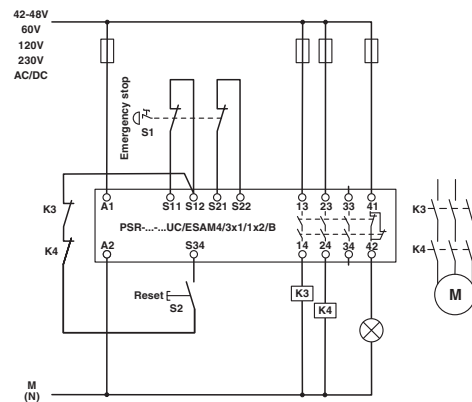 42-48V
60V
120V
230V
AC/DC
Emergency stop
S1
K3
K4
A1 S11 S12 S21 S22 13 23 33 41
PSR-...-...UC/ESAM4/3x1/1x2/B
A2 S34 14 24 34 42
K3
K4
M
Reset
S2
K3
K4
M
(N)